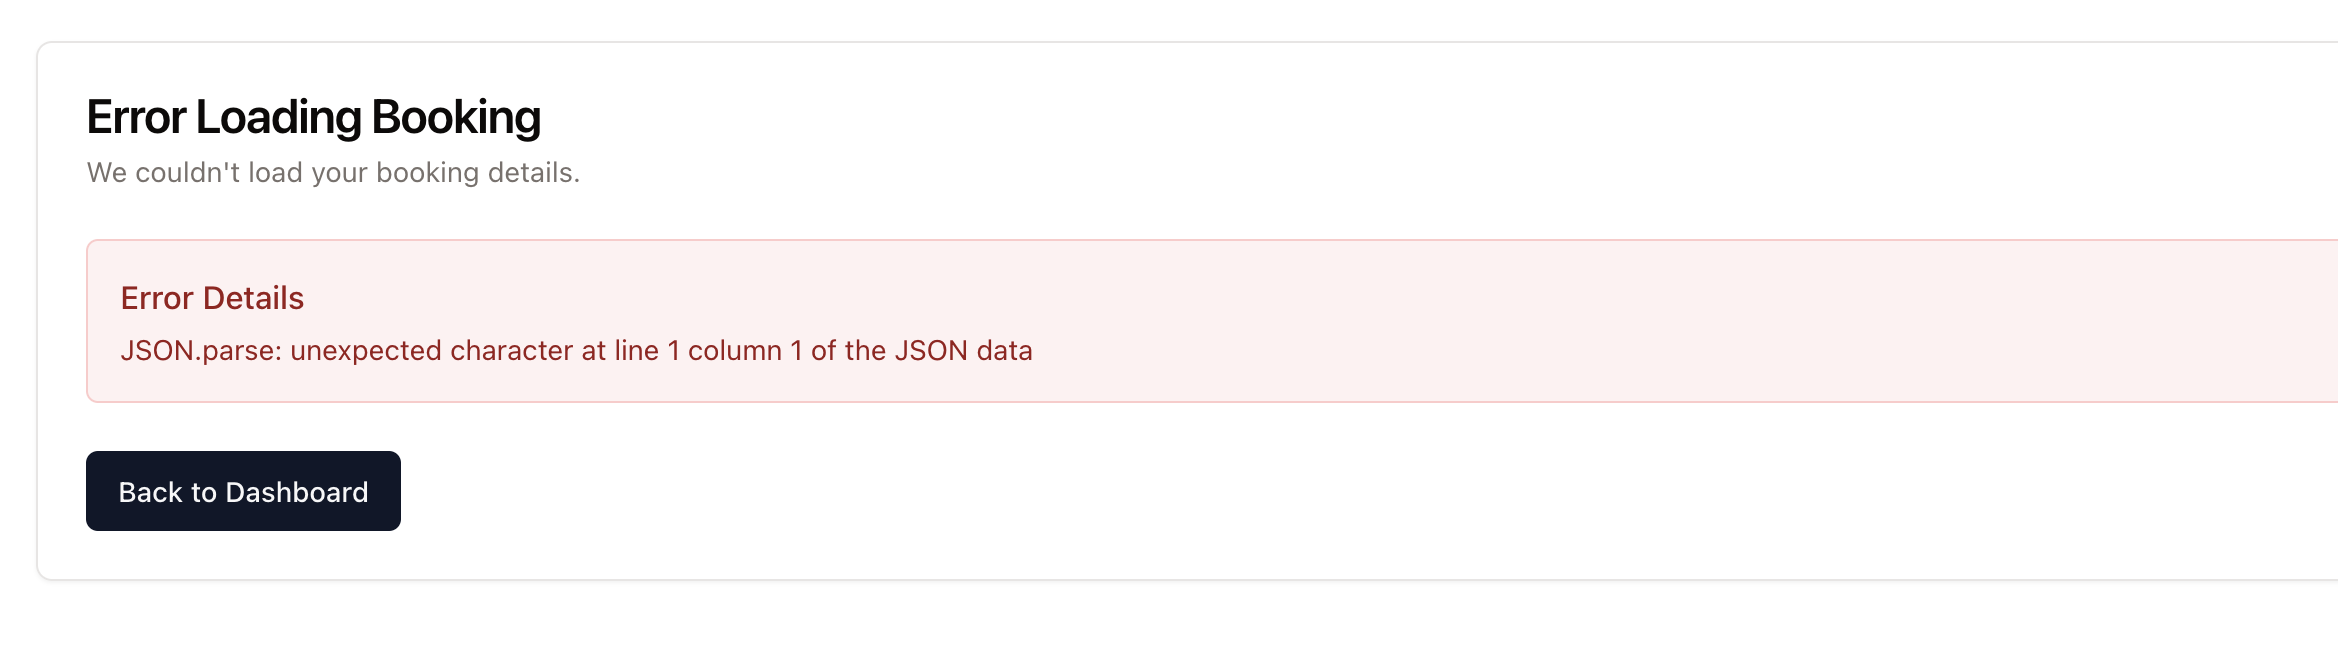 Error Loading Booking
We couldn't load your booking details.
Error Details
JSON.parse: unexpected character at line 1 column 1 of the JSON data
Back to Dashboard